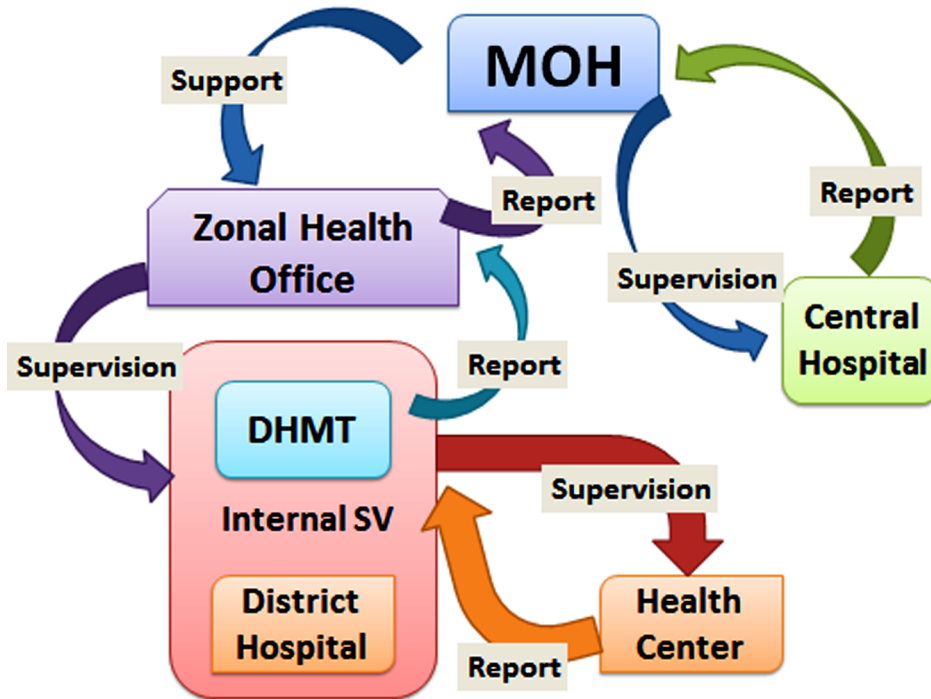 MOH
Support
Report
Report
Zonal Health
Office
Supervision
Central
Hospital
Supervision
Report
DHMT
Supervision
Internal SV
District
Hospital
Health
Center
Report